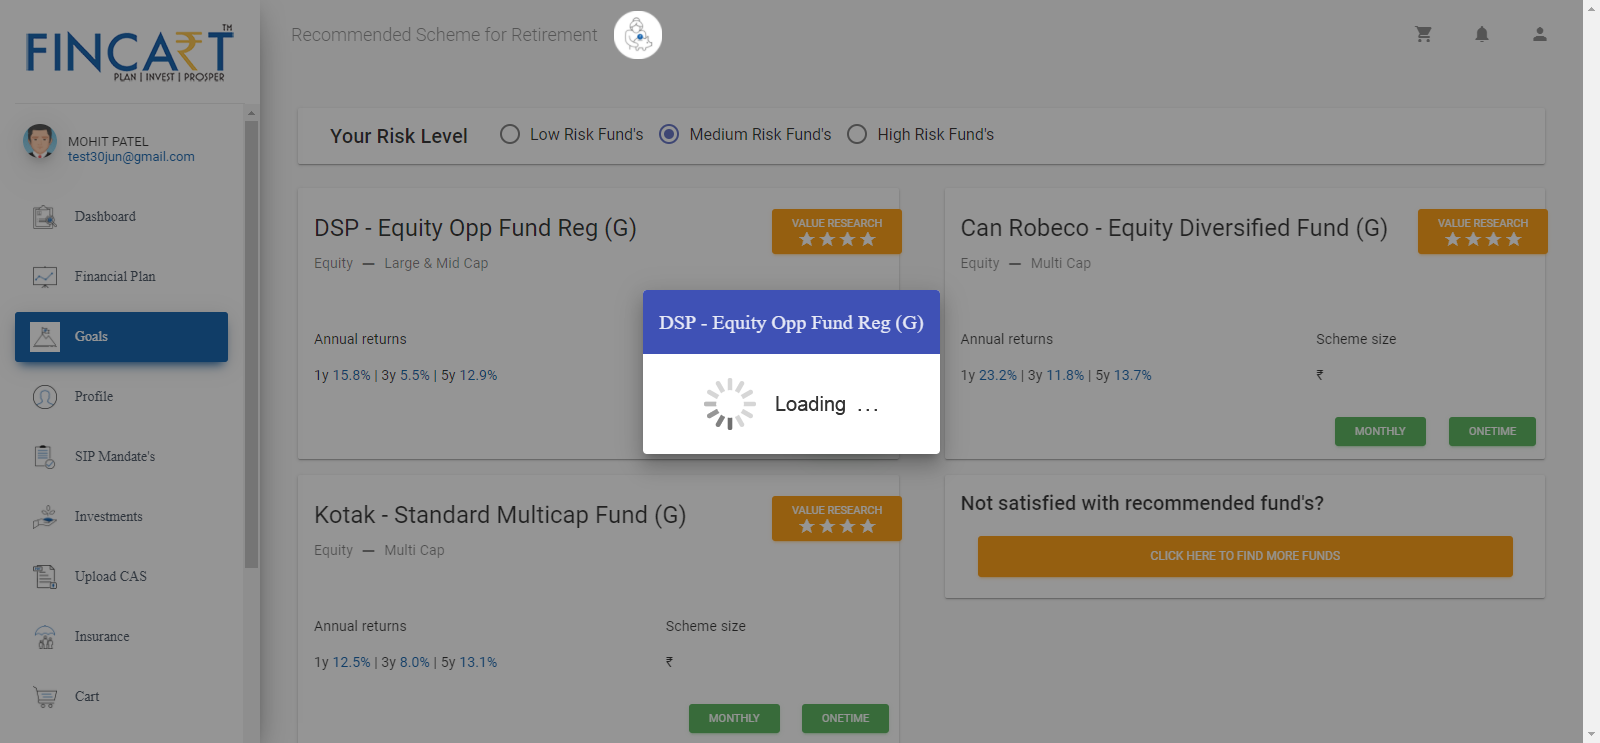 FINCART
TM
PLAN | INVEST | PROSPER
MOHIT PATEL
test30jun@gmail.com
Dashboard
Financial Plan
Goals
Profile
SIP Mandate's
Investments
Upload CAS
Insurance
Cart
Recommended Scheme for Retirement
Your Risk Level
Low Risk Fund's
Medium Risk Fund's
High Risk Fund's
DSP - Equity Opp Fund Reg (G)
VALUE RESEARCH
Equity — Large & Mid Cap
Annual returns
1y 15.8% | 3y 5.5% | 5y 12.9%
Can Robeco - Equity Diversified Fund (G)
VALUE RESEARCH
Equity — Multi Cap
Annual returns
Scheme size
1y 23.2% | 3y 11.8% | 5y 13.7%
₹
MONTHLY
ONETIME
DSP - Equity Opp Fund Reg (G)
Loading ...
Kotak - Standard Multicap Fund (G)
VALUE RESEARCH
Equity — Multi Cap
Annual returns
Scheme size
1y 12.5% | 3y 8.0% | 5y 13.1%
₹
MONTHLY
ONETIME
Not satisfied with recommended fund's?
CLICK HERE TO FIND MORE FUNDS